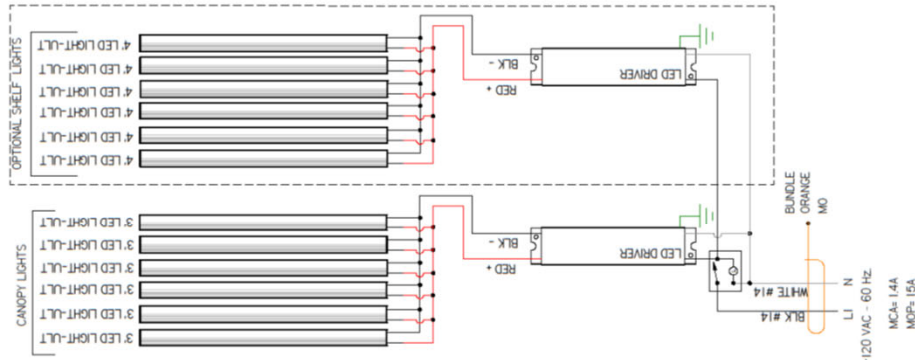 OPTIONAL SHELF LIGHTS
4' LED LIGHT-ULT
4' LED LIGHT-ULT
4' LED LIGHT-ULT
4' LED LIGHT-ULT
4' LED LIGHT-ULT
4' LED LIGHT-ULT
BLK -
RED +
LED DRIVER
CANOPY LIGHTS
3' LED LIGHT-ULT
3' LED LIGHT-ULT
3' LED LIGHT-ULT
3' LED LIGHT-ULT
3' LED LIGHT-ULT
3' LED LIGHT-ULT
BLK -
RED +
LED DRIVER
BUNDLE
ORANGE
MO
WHITE #14
N
BLK #14
L1
120 VAC - 60 Hz.
MCA= 1.4A
MOP= 15A